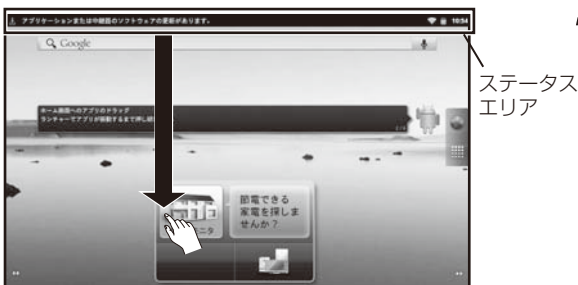 アプリケーションまたは中継器のソフトウェアの更新があります。
10:54
Google
ステータス
エリア
ホーム画面へのアプリのドラッグ
ランチャーでアプリが振動するまで押し続
節電できる
家電を探しま
せんか？
ニタ